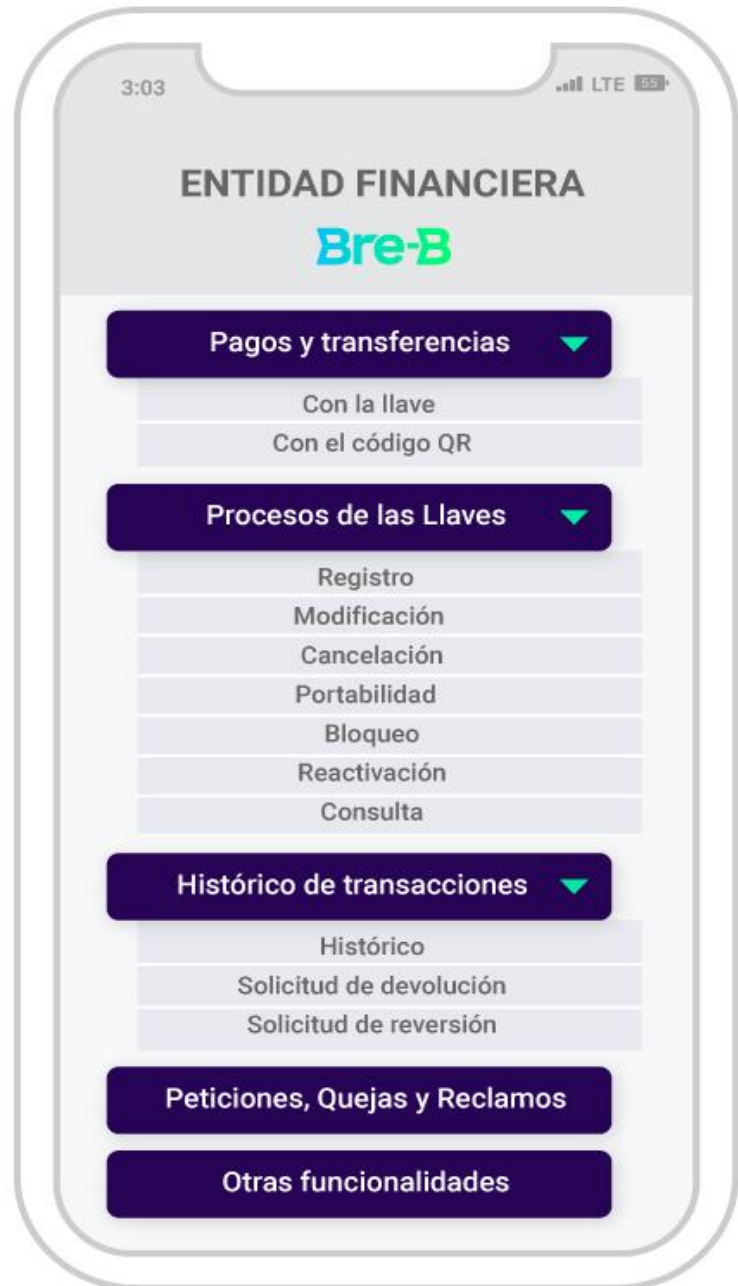 3:03
LTE 55
ENTIDAD FINANCIERA
Bre-B
Pagos y transferencias
Con la llave
Con el código QR
Procesos de las Llaves
Registro
Modificación
Cancelación
Portabilidad
Bloqueo
Reactivación
Consulta
Histórico de transacciones
Histórico
Solicitud de devolución
Solicitud de reversión
Peticiones, Quejas y Reclamos
Otras funcionalidades